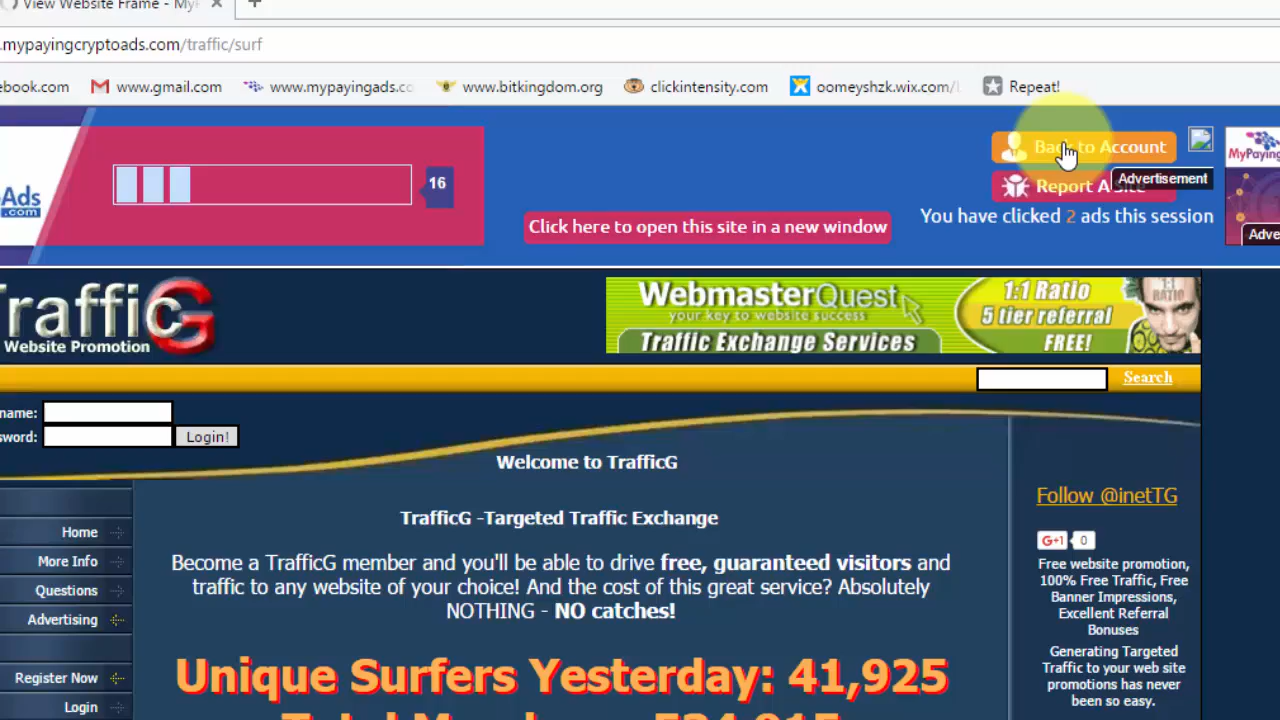 View Website Frame - MyP
mypayingcryptoads.com/traffic/surf
ebook.com
www.gmail.com
www.mypayingads.co
www.bitkingdom.org
clickintensity.com
oomeyshzk.wix.com/
Repeat!
-Ads
.com
16
Click here to open this site in a new window
Back to Account
Report A Site
Advertisement
You have clicked 2 ads this session
MyPaying
Adve
TrafficG
Website Promotion
WebmasterQuest
your key to website success
Traffic Exchange Services
1:1 Ratio
5 tier referral
FREE!
RATIO
Search
name:
sword:
Login!
Welcome to TrafficG
TrafficG -Targeted Traffic Exchange
Become a TrafficG member and you'll be able to drive free, guaranteed visitors and
traffic to any website of your choice! And the cost of this great service? Absolutely
NOTHING - NO catches!
Unique Surfers Yesterday: 41,925
Home
More Info
Questions
Advertising
Register Now
Login
Follow @inetTG
G+1 0
Free website promotion,
100% Free Traffic, Free
Banner Impressions,
Excellent Referral
Bonuses
Generating Targeted
Traffic to your web site
promotions has never
been so easy.